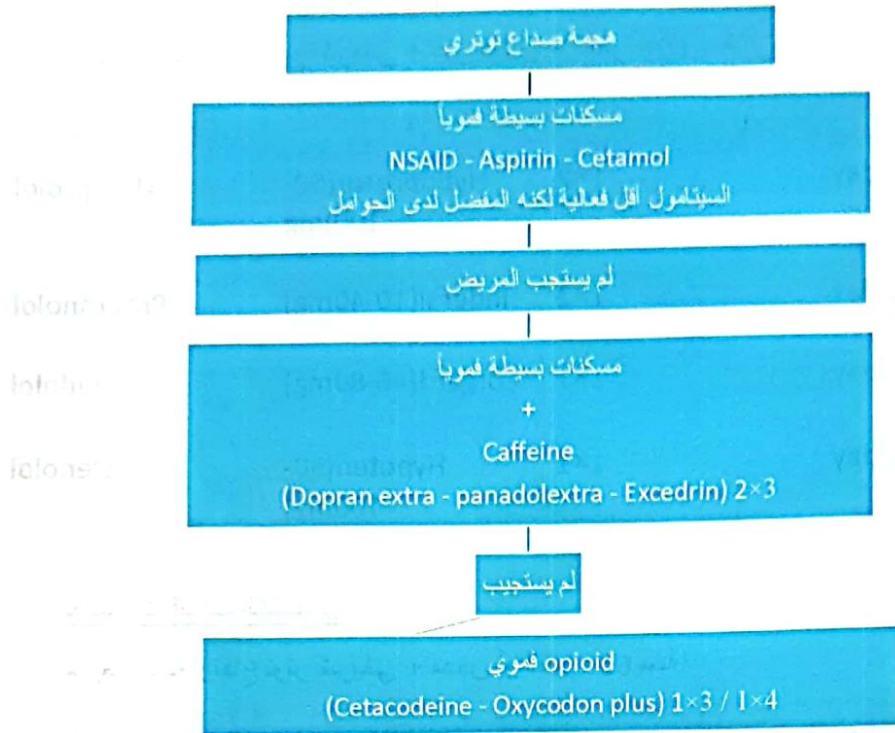 هجمة صداع توتري
مسكنات بسيطة فموياً
NSAID - Aspirin - Cetamol
السيتامول أقل فعالية لكنه المفضل لدى الحوامل
لم يستجب المريض
مسكنات بسيطة فموياً
+
Caffeine
(Dopran extra - panadolextra - Excedrin) 2×3
لم يستجيب
opioid فموي
(Cetacodeine - Oxycodon plus) 1×3 / 1×4